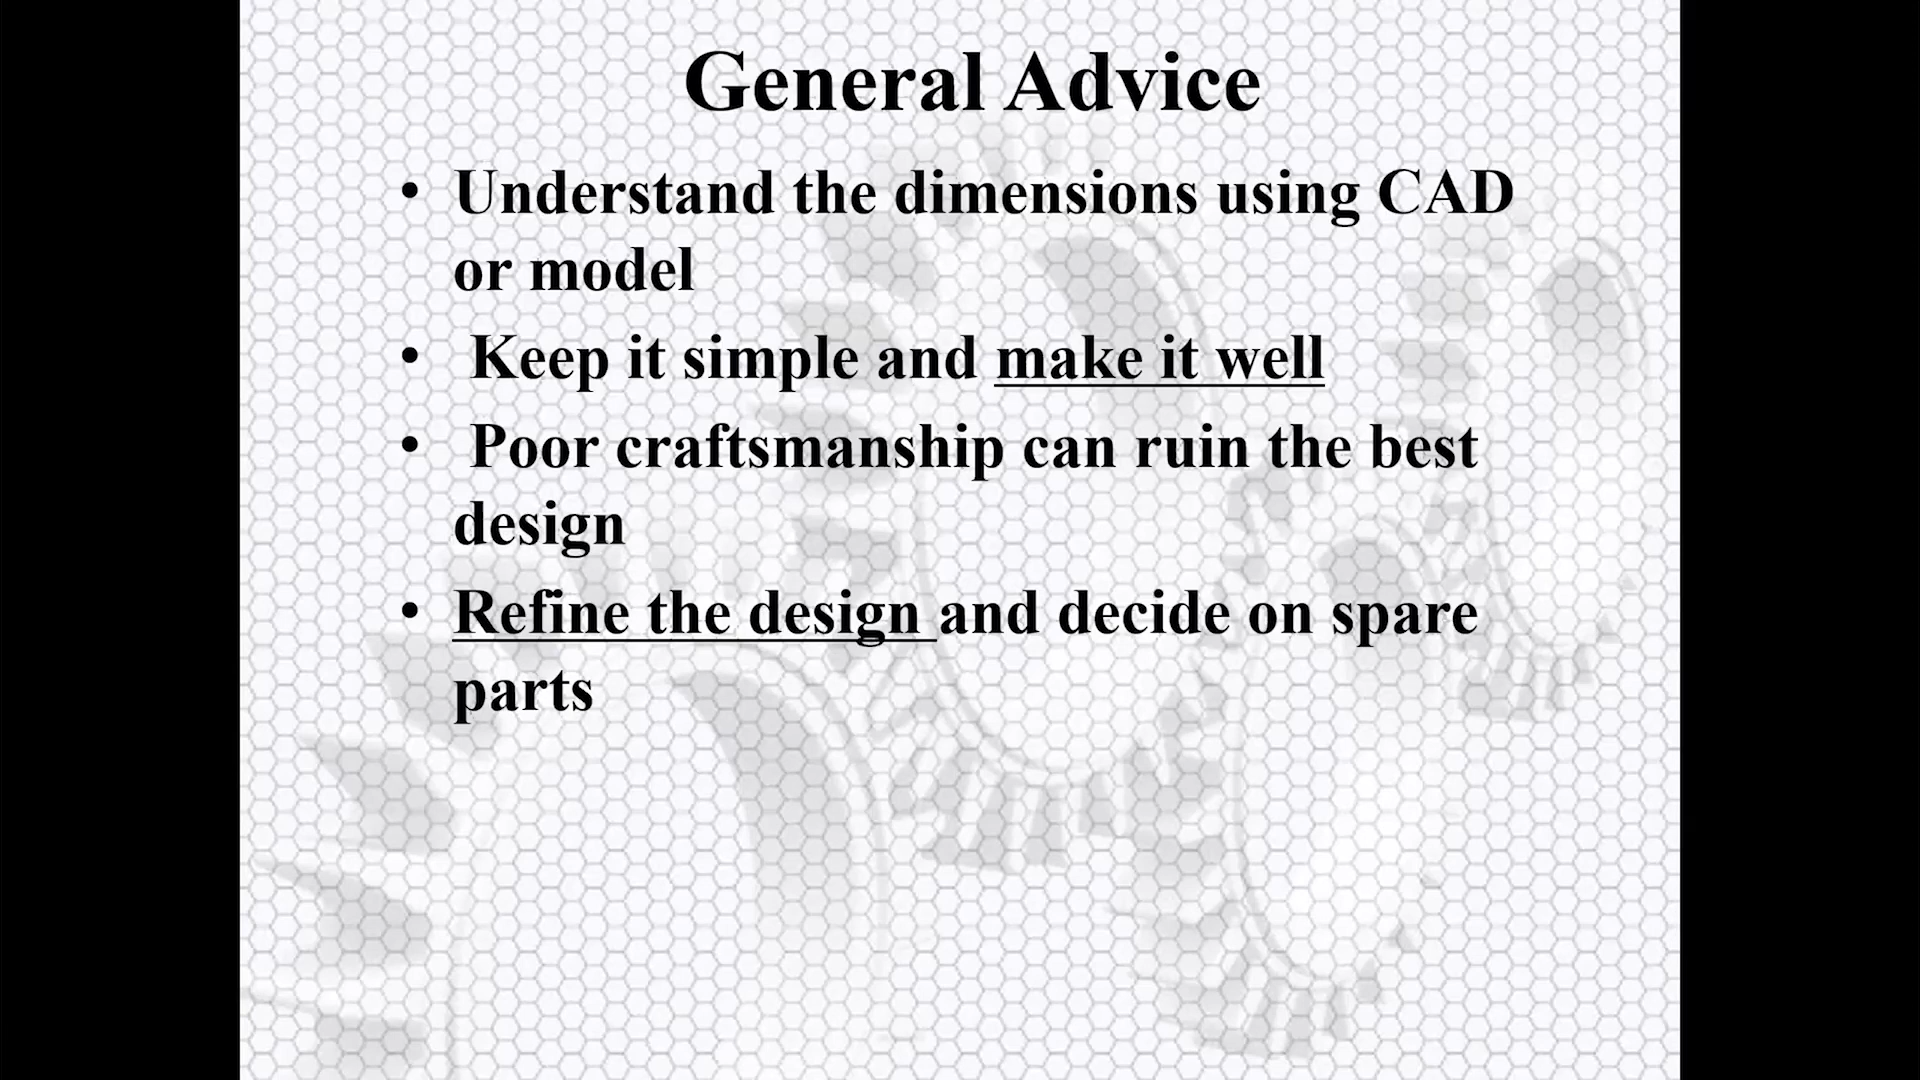 General Advice
• Understand the dimensions using CAD
or model
• Keep it simple and make it well
• Poor craftsmanship can ruin the best
design
• Refine the design and decide on spare
parts